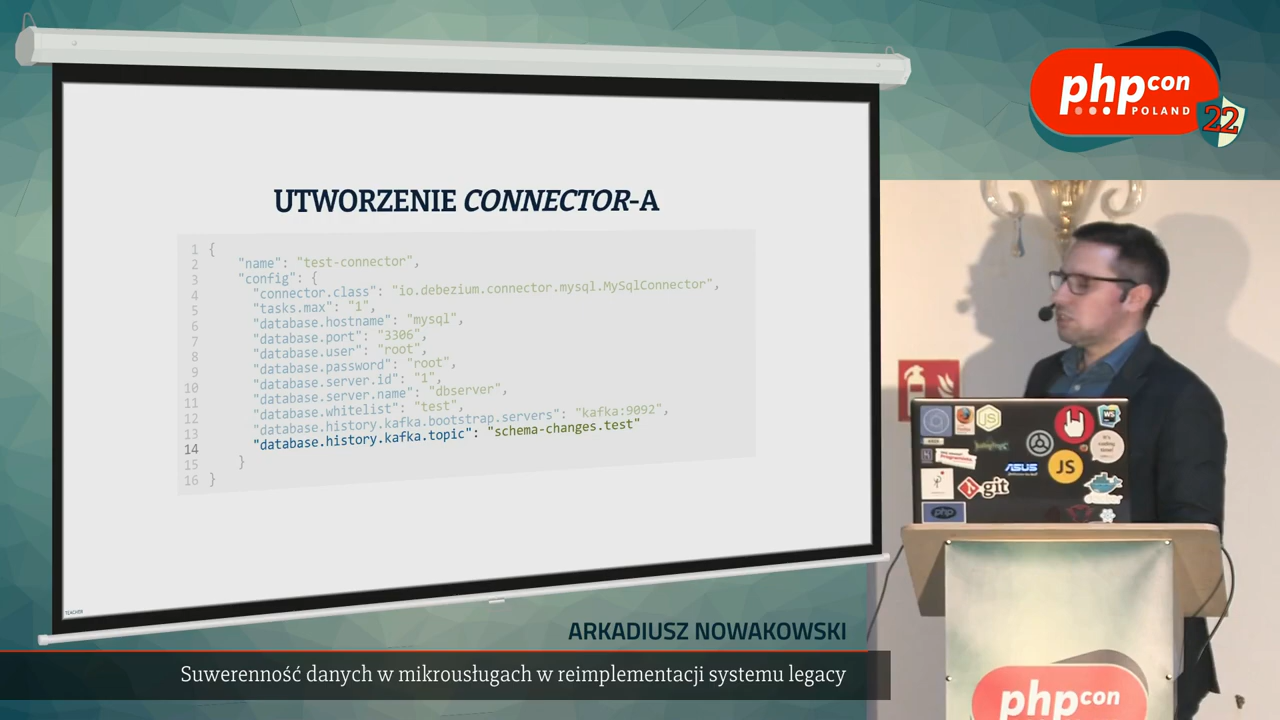 phpcon
POLAND
22
UTWORZENIE CONNECTOR-A
1 {
2 "name": "test-connector",
3 "config": {
4 "connector.class": "io.debezium.connector.mysql.MySqlConnector",
5 "tasks.max": "1",
6 "database.hostname": "mysql",
7 "database.port": "3306",
8 "database.user": "root",
9 "database.password": "root",
10 "database.server.id": "1",
11 "database.server.name": "dbserver",
12 "database.whitelist": "test",
13 "database.history.kafka.bootstrap.servers": "kafka:9092",
14 "database.history.kafka.topic": "schema-changes.test"
15 }
16 }
TEACHER
JS
WS
ASUS
JS
git
php
ARKADIUSZ NOWAKOWSKI
Suwerenność danych w mikrousługach w reimplementacji systemu legacy
phpcon